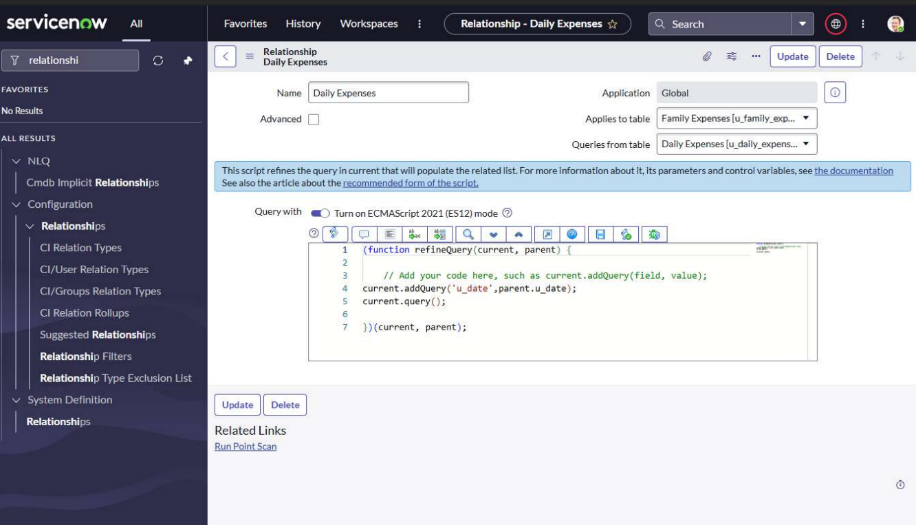 servicenow All Favorites History Workspaces Relationship - Daily Expenses Search
relationshi
FAVORITES
No Results
ALL RESULTS
NLQ
Cmdb Implicit Relationships
Configuration
Relationships
CI Relation Types
CI/User Relation Types
CI/Groups Relation Types
CI Relation Rollups
Suggested Relationships
Relationship Filters
Relationship Type Exclusion List
System Definition
Relationships
Relationship
Daily Expenses
Update Delete
Name Daily Expenses
Application Global
Advanced
Applies to table Family Expenses [u_family_exp...
Queries from table Daily Expenses [u_daily_expens...
This script refines the query in current that will populate the related list. For more information about it, its parameters and control variables, see the documentation
See also the article about the recommended form of the script.
Query with Turn on ECMAScript 2021 (ES12) mode
1 (function refineQuery(current, parent) {
2
3 // Add your code here, such as current.addQuery(field, value);
4 current.addQuery('u_date',parent.u_date);
5 current.query();
6
7 })(current, parent);
Update Delete
Related Links
Run Point Scan